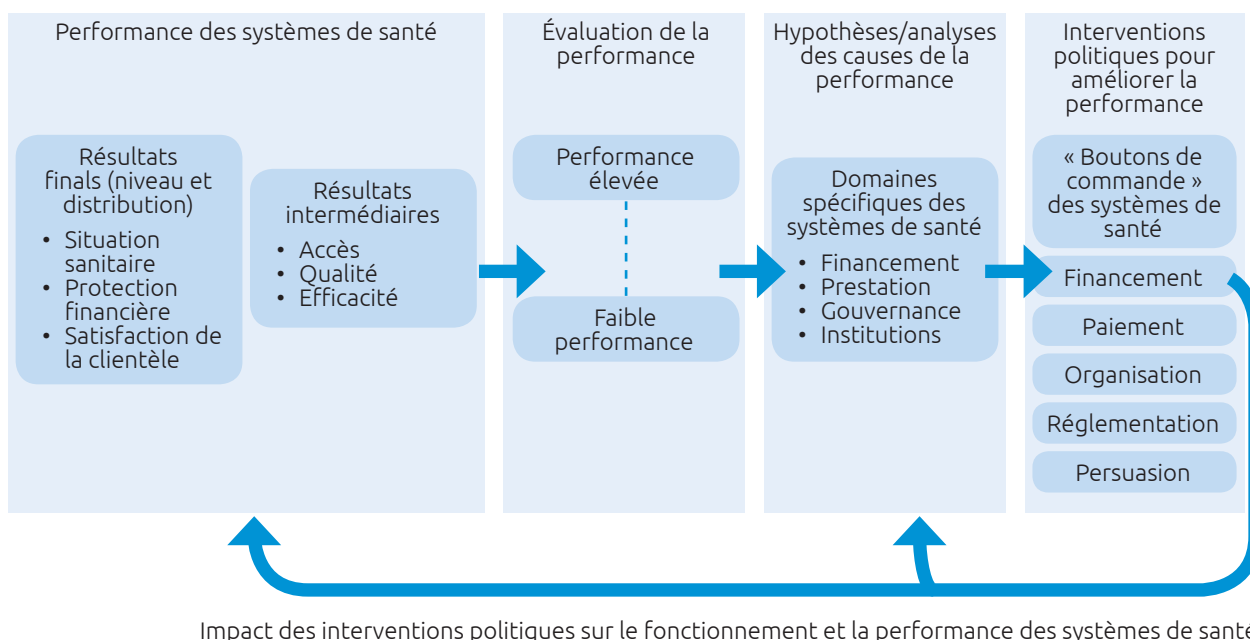 Performance des systèmes de santé
Résultats
finals (niveau et
distribution)
• Situation
sanitaire
• Protection
financière
• Satisfaction de
la clientèle
Résultats
intermédiaires
• Accès
• Qualité
• Efficacité
Évaluation de la
performance
Performance
élevée
Faible
performance
Hypothèses/analyses
des causes de la
performance
Domaines
spécifiques des
systèmes de santé
• Financement
• Prestation
• Gouvernance
• Institutions
Interventions
politiques pour
améliorer la
performance
« Boutons de
commande »
des systèmes de
santé
Financement
Paiement
Organisation
Réglementation
Persuasion
Impact des interventions politiques sur le fonctionnement et la performance des systèmes de santé